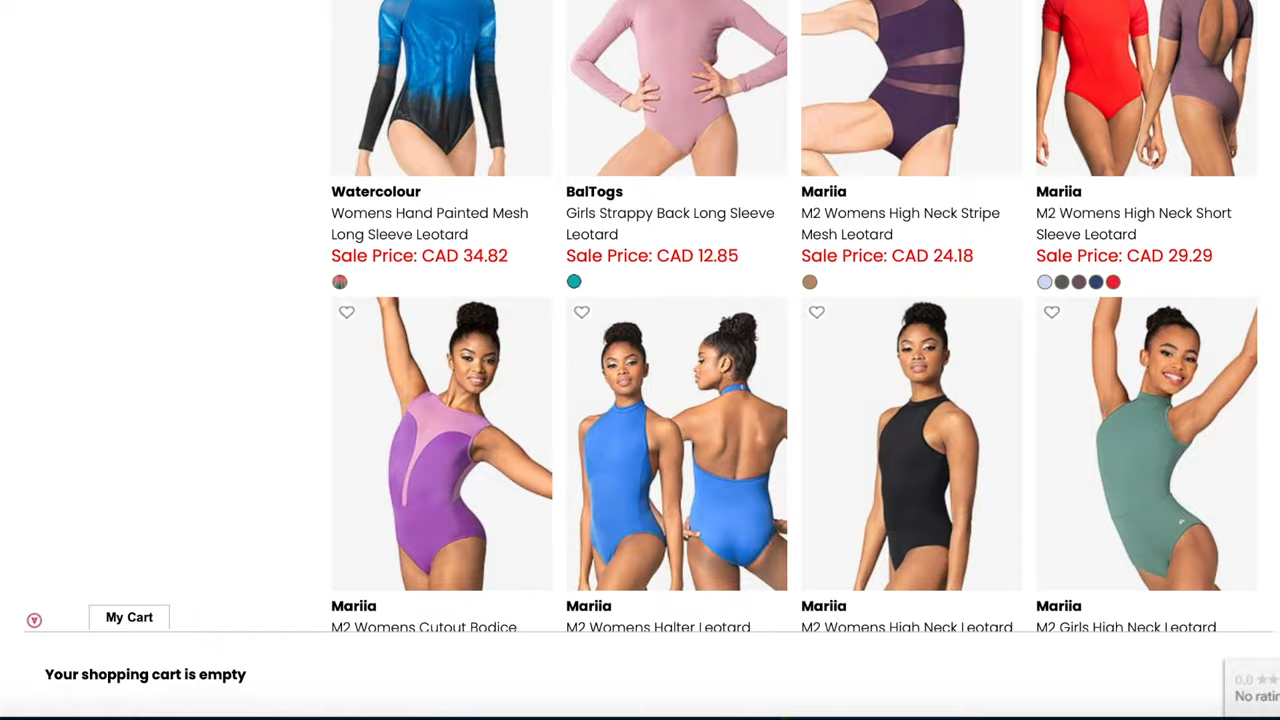 Watercolour
Womens Hand Painted Mesh
Long Sleeve Leotard
Sale Price: CAD 34.82
BalTogs
Girls Strappy Back Long Sleeve
Leotard
Sale Price: CAD 12.85
Mariia
M2 Womens High Neck Stripe
Mesh Leotard
Sale Price: CAD 24.18
Mariia
M2 Womens High Neck Short
Sleeve Leotard
Sale Price: CAD 29.29
Mariia
M2 Womens Cutout Bodice
Mariia
M2 Womens Halter Leotard
Mariia
M2 Womens High Neck Leotard
Mariia
M2 Girls High Neck Leotard
My Cart
Your shopping cart is empty
0.0
No